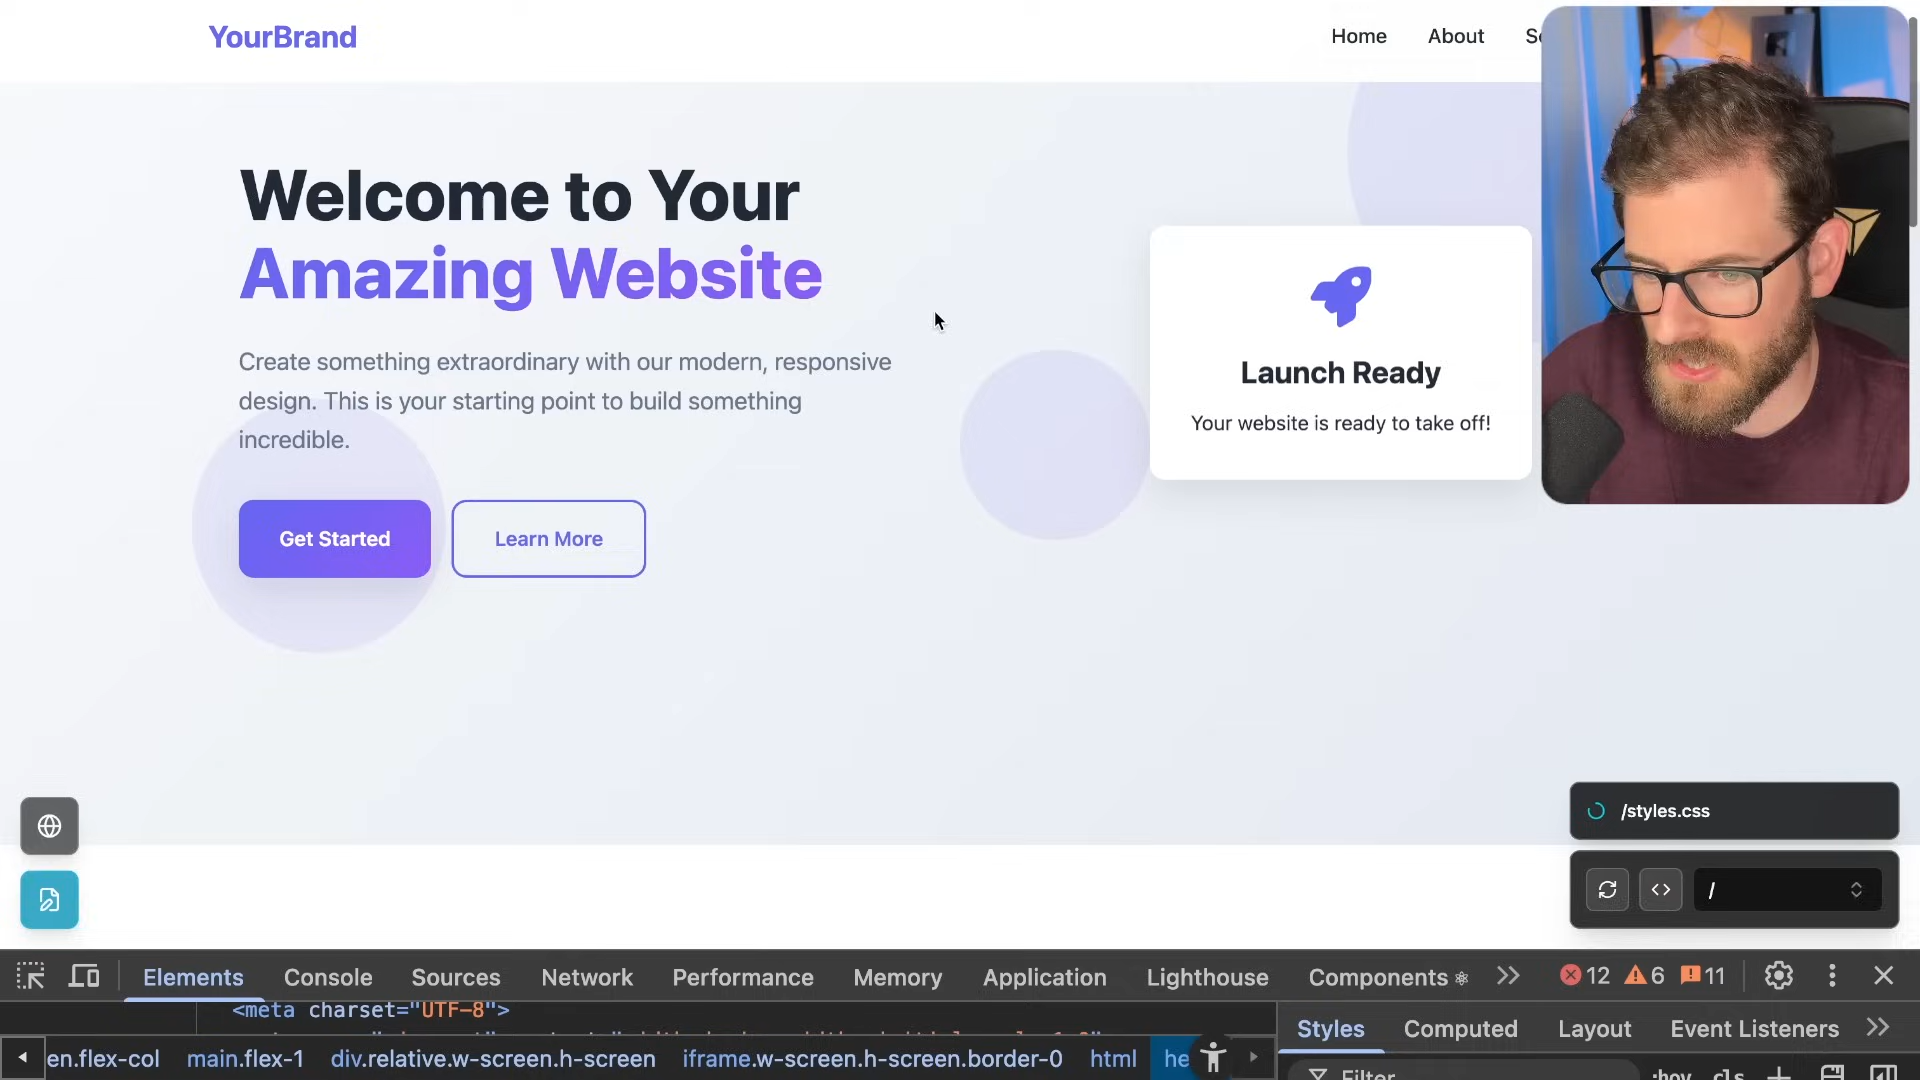 YourBrand
Home About
Welcome to Your
Amazing Website
Create something extraordinary with our modern, responsive
design. This is your starting point to build something
incredible.
Get Started Learn More
Launch Ready
Your website is ready to take off!
/styles.css
/
Elements Console Sources Network Performance Memory Application Lighthouse Components 12 6 11
<meta charset="UTF-8">
Styles Computed Layout Event Listeners
en.flex-col main.flex-1 div.relative.w-screen.h-screen iframe.w-screen.h-screen.border-0 html he
Filter :hov .cls